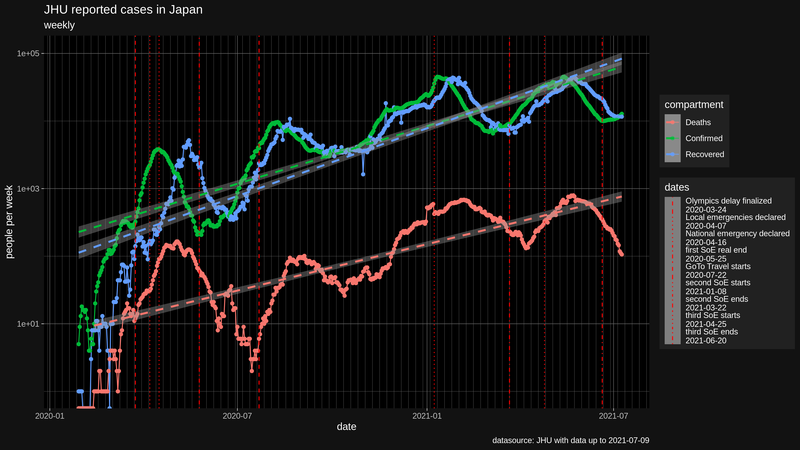 JHU reported cases in Japan
weekly
people per week
1e+05
1e+03
1e+01
2020-01
2020-07
2021-01
2021-07
date
compartment
Deaths
Confirmed
Recovered
dates
Olympics delay finalized
2020-03-24
Local emergencies declared
2020-04-07
National emergency declared
2020-04-16
first SoE real end
2020-05-25
GoTo Travel starts
2020-07-22
second SoE starts
2021-01-08
second SoE ends
2021-03-22
third SoE starts
2021-04-25
third SoE ends
2021-06-20
datasource: JHU with data up to 2021-07-09